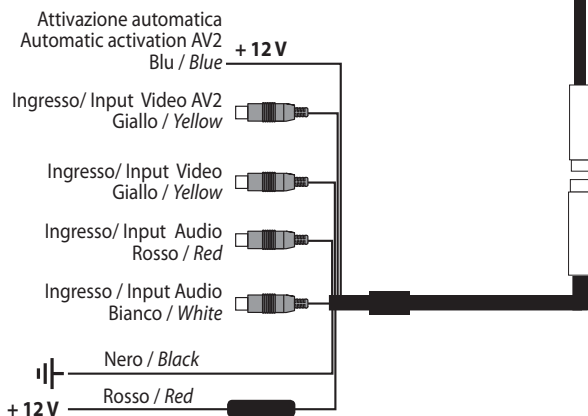 Attivazione automatica
Automatic activation AV2
Blu / Blue
+ 12 V
Ingresso/ Input Video AV2
Giallo / Yellow
Ingresso/ Input Video
Giallo / Yellow
Ingresso/ Input Audio
Rosso / Red
Ingresso / Input Audio
Bianco / White
Nero / Black
Rosso / Red
+ 12 V